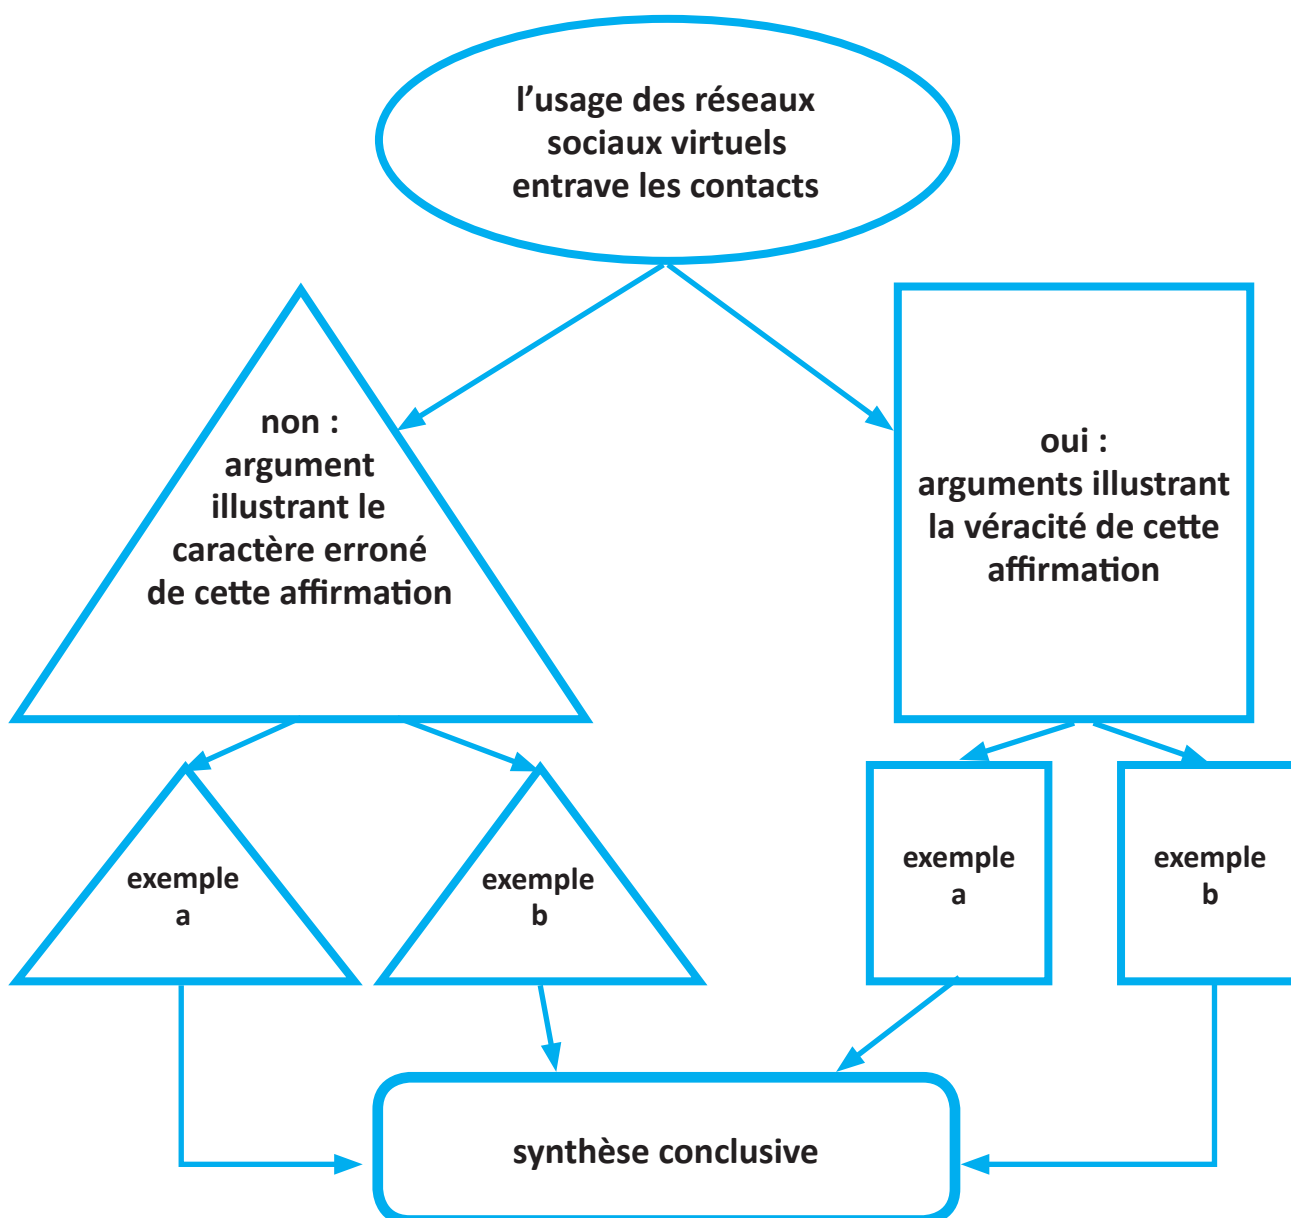 l’usage des réseaux
sociaux virtuels
entrave les contacts
non :
argument
illustrant le
caractère erroné
de cette affirmation
oui :
arguments illustrant
la véracité de cette
affirmation
exemple
a
exemple
b
exemple
a
exemple
b
synthèse conclusive